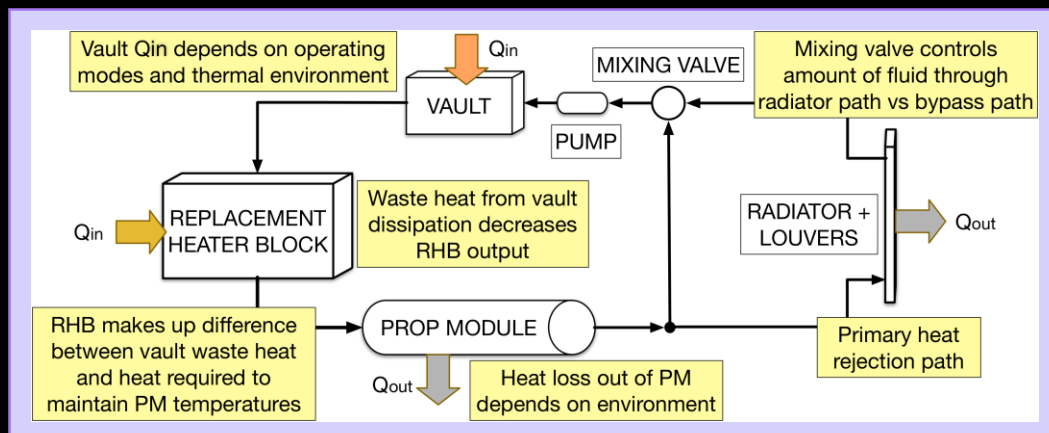 Vault Qin depends on operating
modes and thermal environment
Qin
MIXING VALVE
Mixing valve controls
amount of fluid through
radiator path vs bypass path
VAULT
PUMP
REPLACEMENT
HEATER BLOCK
Qin
Waste heat from vault
dissipation decreases
RHB output
RADIATOR +
LOUVERS
Qout
RHB makes up difference
between vault waste heat
and heat required to
maintain PM temperatures
PROP MODULE
Qout
Heat loss out of PM
depends on environment
Primary heat
rejection path